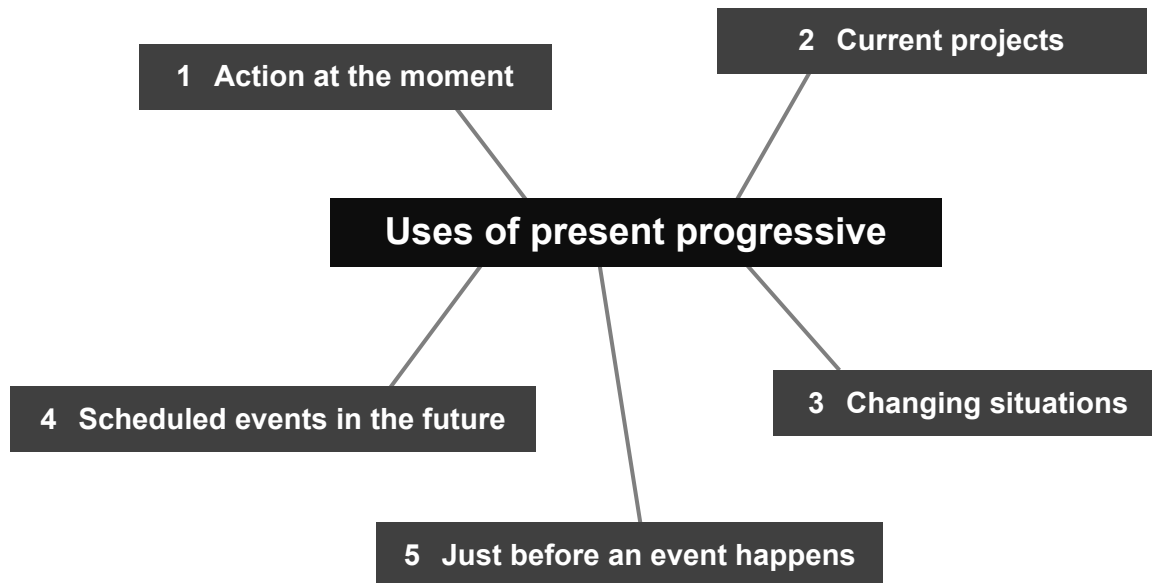 2 Current projects
1 Action at the moment
Uses of present progressive
3 Changing situations
4 Scheduled events in the future
5 Just before an event happens